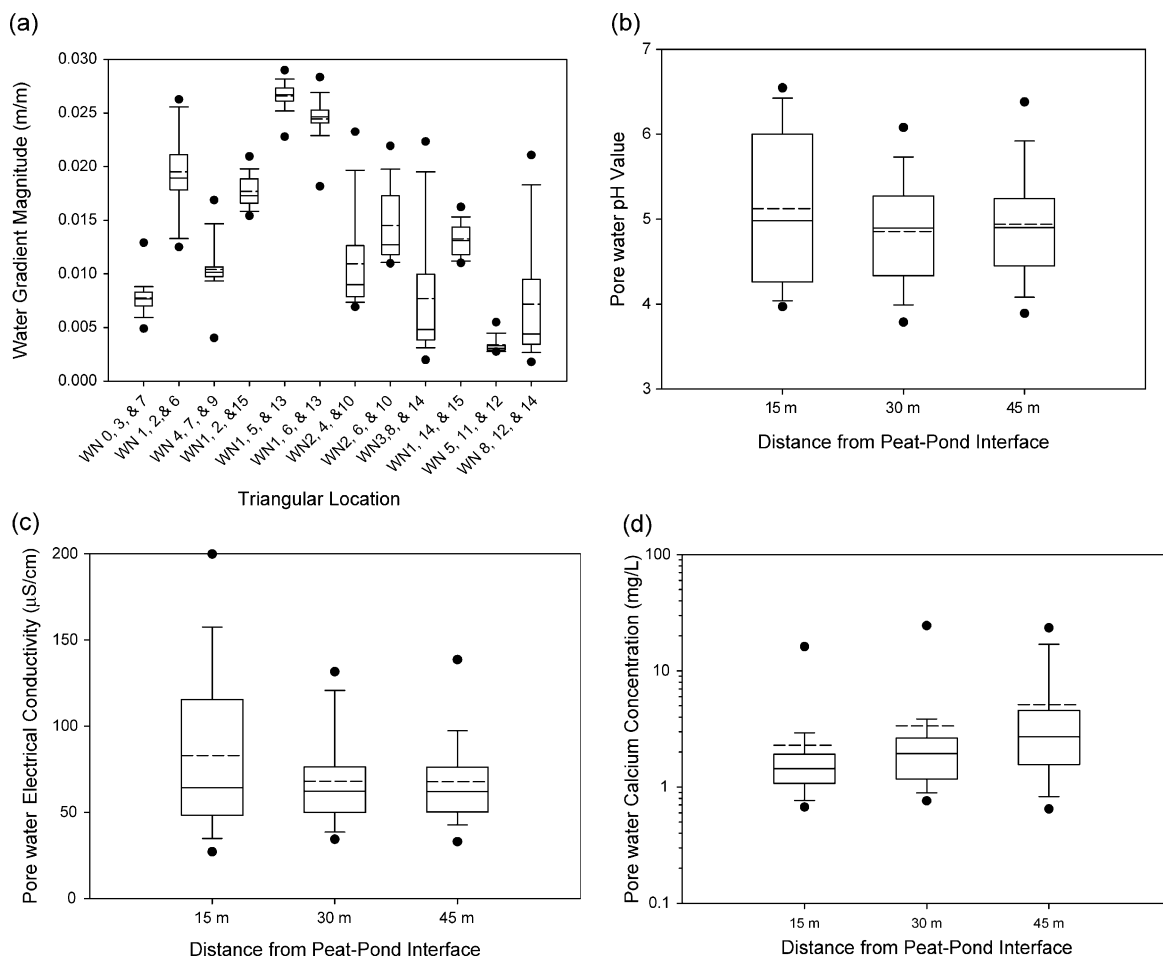 (a)
0.030
0.025
0.020
0.015
0.010
0.005
0.000
Water Gradient Magnitude (m/m)
WN 0, 3, & 7
WN 1, 2,& 6
WN 4, 7, & 9
WN1, 2, &15
WN1, 5, & 13
WN1, 6, & 13
WN2, 4, &10
WN2, 6, & 10
WN3,8, & 14
WN1, 14, & 15
WN 5, 11, & 12
WN 8, 12, & 14
Triangular Location
(b)
7
6
5
4
3
Pore water pH Value
15 m
30 m
45 m
Distance from Peat-Pond Interface
(c)
200
150
100
50
0
Pore water Electrical Conductivity (µS/cm)
15 m
30 m
45 m
Distance from Peat-Pond Interface
(d)
100
10
1
0.1
Pore water Calcium Concentration (mg/L)
15 m
30 m
45 m
Distance from Peat-Pond Interface